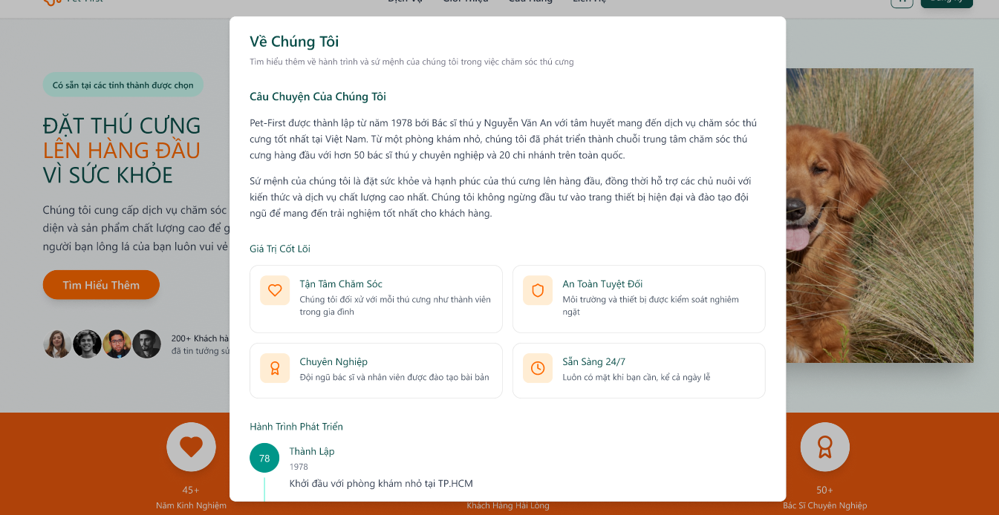 Pet-First
Dịch Vụ Giới Thiệu Cửa Hàng Liên Hệ
Đăng Ký
Có sẵn tại các tỉnh thành được chọn
ĐẶT THÚ CƯNG
LÊN HÀNG ĐẦU
VÌ SỨC KHỎE
Chúng tôi cung cấp dịch vụ chăm sóc
diện và sản phẩm chất lượng cao để g
người bạn lông lá của bạn luôn vui vẻ
Tìm Hiểu Thêm
200+ Khách hà
đã tin tưởng sử
Về Chúng Tôi
Tìm hiểu thêm về hành trình và sứ mệnh của chúng tôi trong việc chăm sóc thú cưng
Câu Chuyện Của Chúng Tôi
Pet-First được thành lập từ năm 1978 bởi Bác sĩ thú y Nguyễn Văn An với tâm huyết mang đến dịch vụ chăm sóc thú
cưng tốt nhất tại Việt Nam. Từ một phòng khám nhỏ, chúng tôi đã phát triển thành chuỗi trung tâm chăm sóc thú
cưng hàng đầu với hơn 50 bác sĩ thú y chuyên nghiệp và 20 chi nhánh trên toàn quốc.
Sứ mệnh của chúng tôi là đặt sức khỏe và hạnh phúc của thú cưng lên hàng đầu, đồng thời hỗ trợ các chủ nuôi với
kiến thức và dịch vụ chất lượng cao nhất. Chúng tôi không ngừng đầu tư vào trang thiết bị hiện đại và đào tạo đội
ngũ để mang đến trải nghiệm tốt nhất cho khách hàng.
Giá Trị Cốt Lõi
Tận Tâm Chăm Sóc
Chúng tôi đối xử với mỗi thú cưng như thành viên
trong gia đình
An Toàn Tuyệt Đối
Môi trường và thiết bị được kiểm soát nghiêm
ngặt
Chuyên Nghiệp
Đội ngũ bác sĩ và nhân viên được đào tạo bài bản
Sẵn Sàng 24/7
Luôn có mặt khi bạn cần, kể cả ngày lễ
Hành Trình Phát Triển
78
Thành Lập
1978
Khởi đầu với phòng khám nhỏ tại TP.HCM
45+
Năm Kinh Nghiệm
Khách Hàng Hài Lòng
50+
Bác Sĩ Chuyên Nghiệp